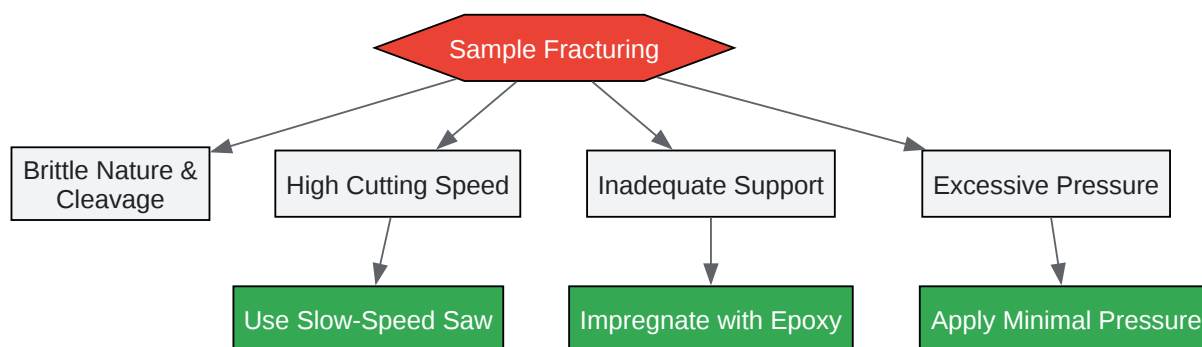 Sample Fracturing
Brittle Nature &
Cleavage
High Cutting Speed
Inadequate Support
Excessive Pressure
Use Slow-Speed Saw
Impregnate with Epoxy
Apply Minimal Pressure